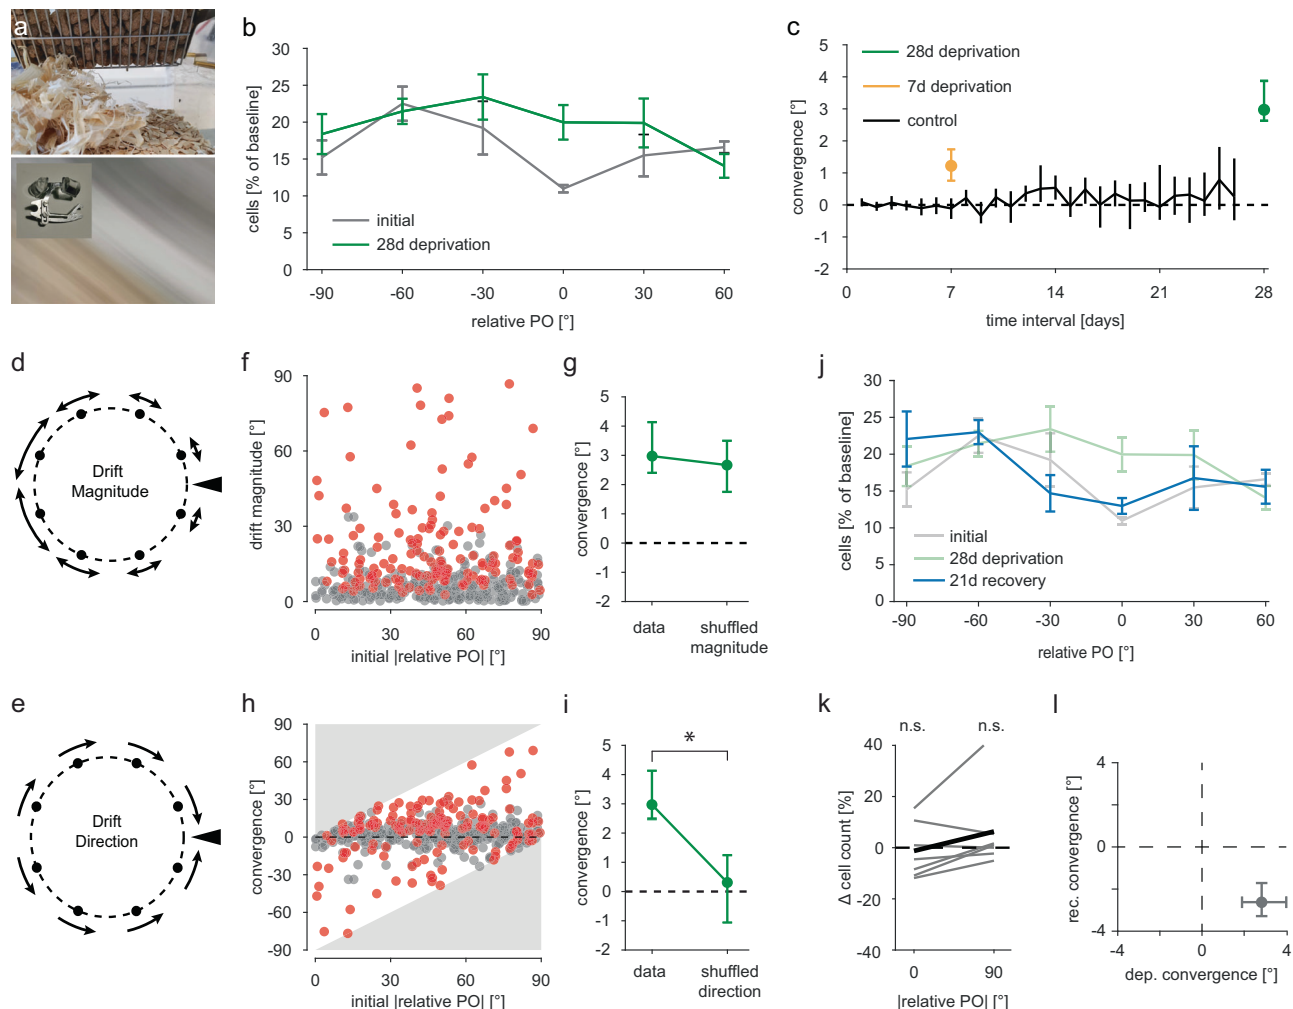 a
b
30
25
20
15
10
5
0
cells [% of baseline]
initial
28d deprivation
-90
-60
-30
0
30
60
relative PO [°]
c
5
4
3
2
1
0
-1
-2
convergence [°]
28d deprivation
7d deprivation
control
0
7
14
21
28
time interval [days]
d
Drift
Magnitude
f
90
60
30
0
drift magnitude [°]
0
30
60
90
initial |relative PO| [°]
g
5
4
3
2
1
0
-1
-2
convergence [°]
data
shuffled
magnitude
j
30
25
20
15
10
5
0
cells [% of baseline]
initial
28d deprivation
21d recovery
-90
-60
-30
0
30
60
relative PO [°]
e
Drift
Direction
h
90
60
30
0
-30
-60
-90
convergence [°]
0
30
60
90
initial |relative PO| [°]
i
5
4
3
2
1
0
-1
-2
convergence [°]
*
data
shuffled
direction
k
n.s.
n.s.
40
20
0
-20
-40
Δ cell count [%]
0
90
|relative PO| [°]
l
4
0
-4
rec. convergence [°]
-4
0
4
dep. convergence [°]